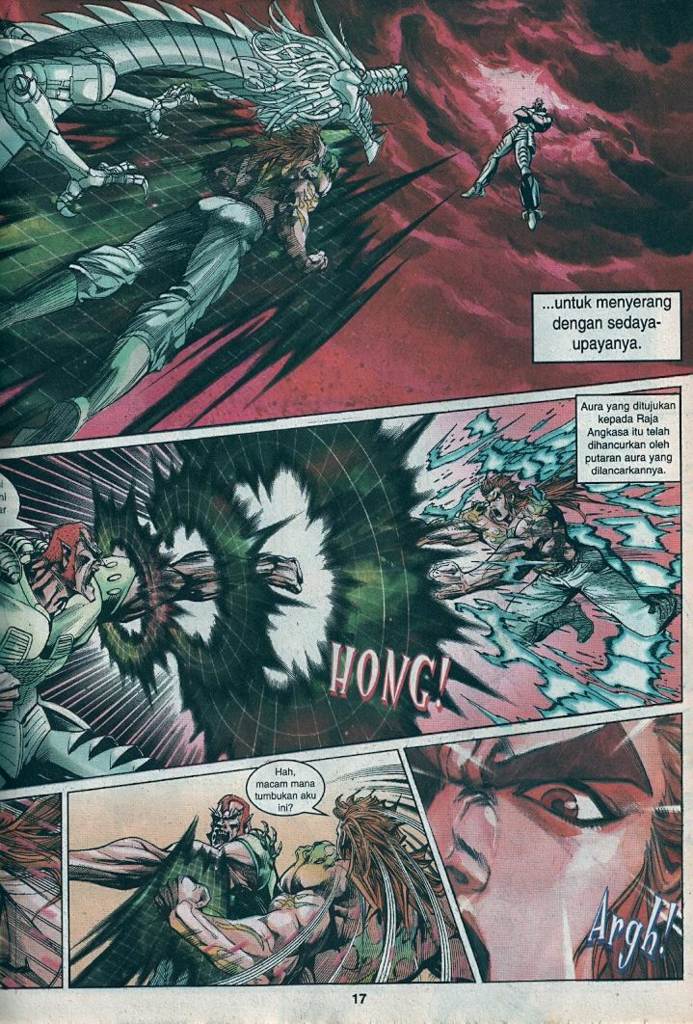 ...untuk menyerang
dengan sedaya-
upayanya.
Aura yang ditujukan
kepada Raja
Angkasa itu telah
dihancurkan oleh
putaran aura yang
dilancarkannya.
HONG!
Hah,
macam mana
tumbukan aku
ini?
Argh!
17